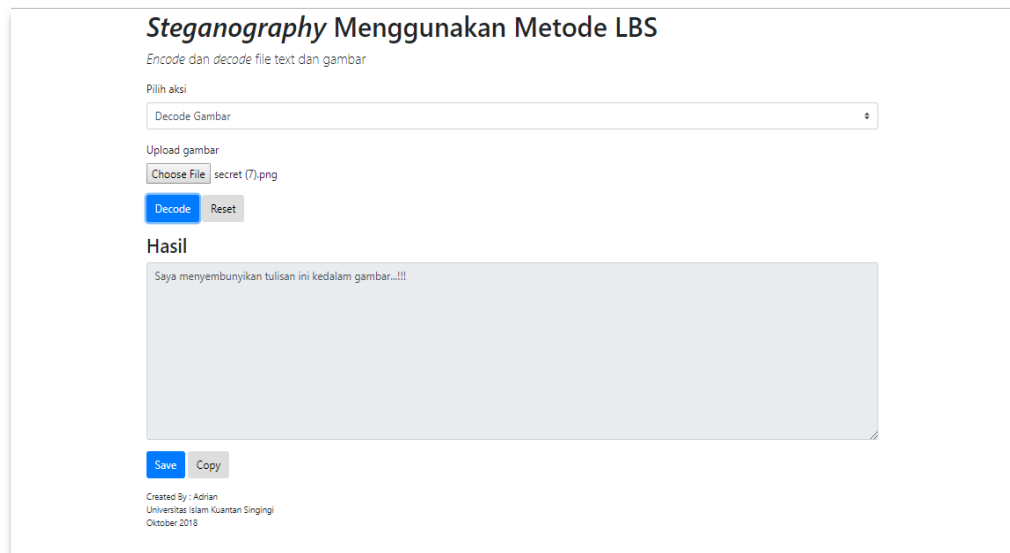 Steganography Menggunakan Metode LBS
Encode dan decode file text dan gambar
Pilih aksi
Decode Gambar
Upload gambar
Choose File secret (7).png
Decode Reset
Hasil
Saya menyembunyikan tulisan ini kedalam gambar...!!!
Save Copy
Created By : Adrian
Universitas Islam Kuantan Singingi
Oktober 2018